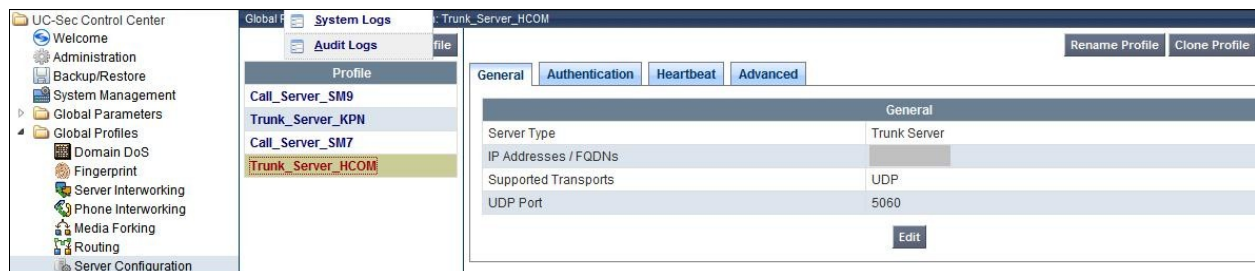 UC-Sec Control Center
Welcome
Administration
Backup/Restore
System Management
Global Parameters
Global Profiles
Domain DoS
Fingerprint
Server Interworking
Phone Interworking
Media Forking
Routing
Server Configuration
Global
System Logs
Audit Logs
: Trunk_Server_HCOM
file
Rename Profile Clone Profile
Profile
Call_Server_SM9
Trunk_Server_KPN
Call_Server_SM7
Trunk_Server_HCOM
General Authentication Heartbeat Advanced
General
Server Type Trunk Server
IP Addresses / FQDNs
Supported Transports UDP
UDP Port 5060
Edit